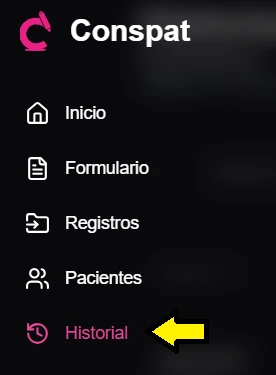 Conspat
Inicio
Formulario
Registros
Pacientes
Historial